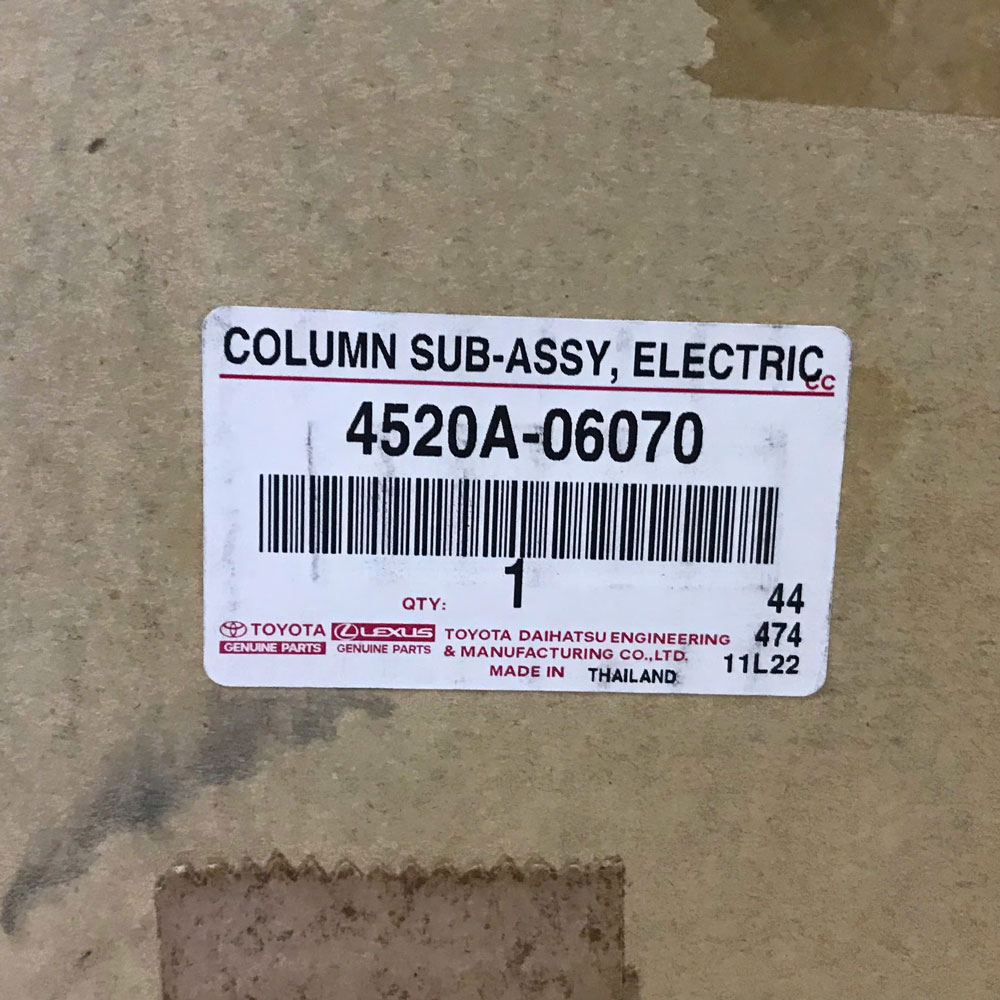 COLUMN SUB-ASSY, ELECTRIC
CC
4520A-06070
1
QTY:
44
TOYOTA LEXUS TOYOTA DAIHATSU ENGINEERING 474
GENUINE PARTS GENUINE PARTS & MANUFACTURING CO.,LTD. 11L22
MADE IN THAILAND